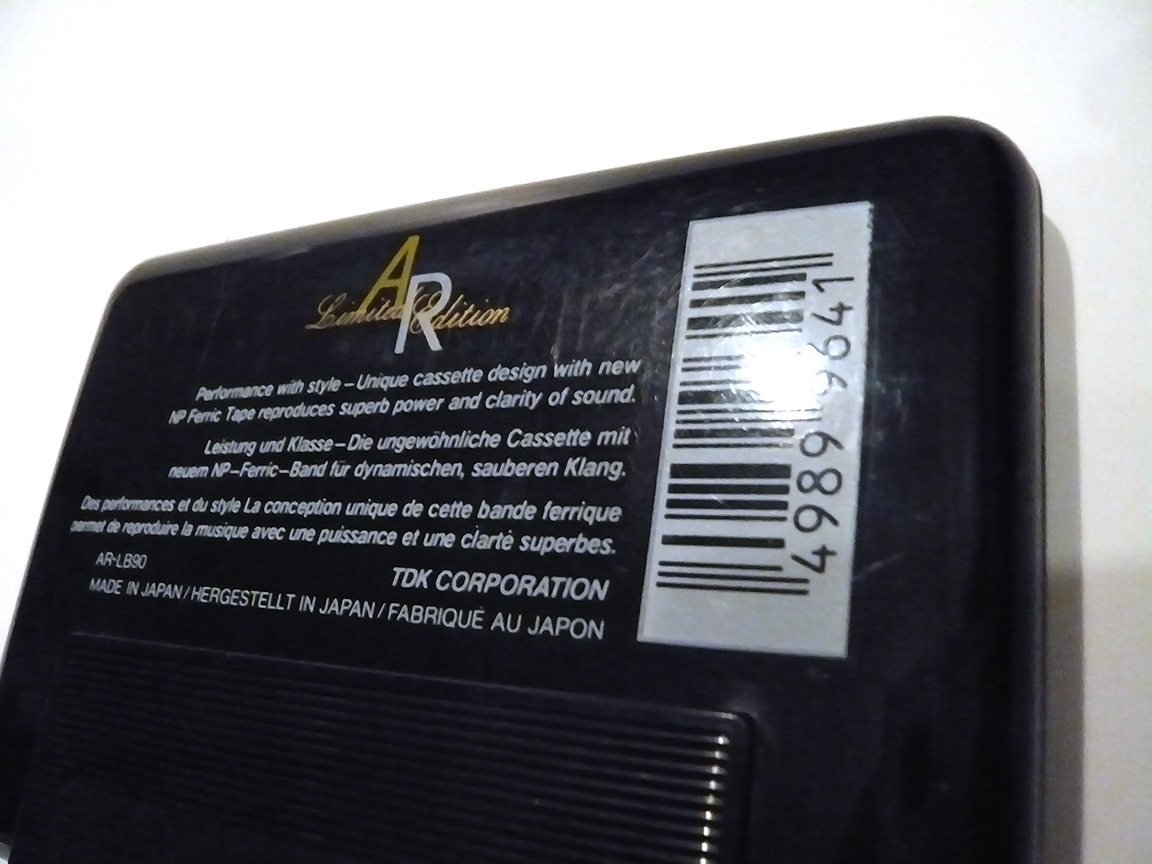 AR
Limited Edition
Performance with style – Unique cassette design with new
NP Ferric Tape reproduces superb power and clarity of sound.
Leistung und Klasse – Die ungewöhnliche Cassette mit
neuem NP–Ferric–Band für dynamischen, sauberen Klang.
Des performances et du style La conception unique de cette bande ferrique
permet de reproduire la musique avec une puissance et une clarté superbes.
AR-LB90
TDK CORPORATION
MADE IN JAPAN / HERGESTELLT IN JAPAN / FABRIQUÉ AU JAPON